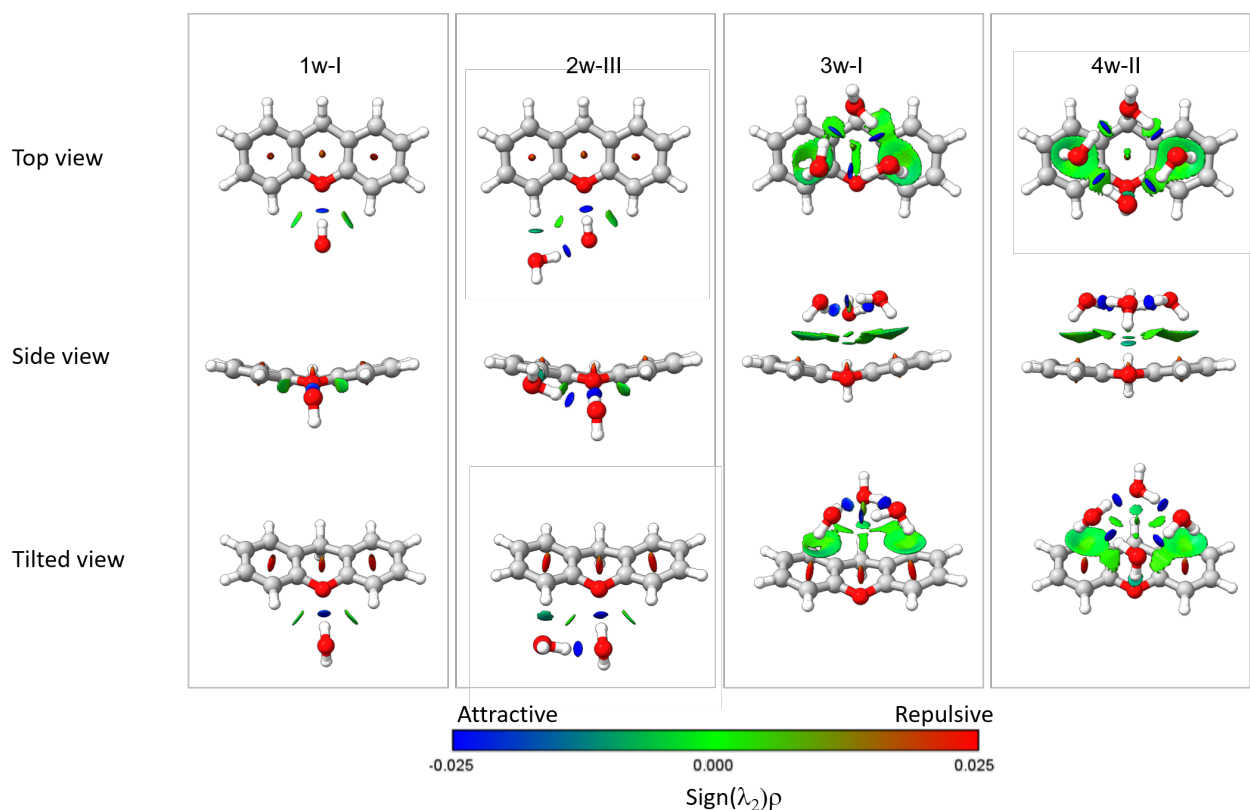 1w-I 2w-III 3w-I 4w-II
Top view
Side view
Tilted view
Attractive Repulsive
-0.025 0.000 0.025
Sign(λ₂)ρ